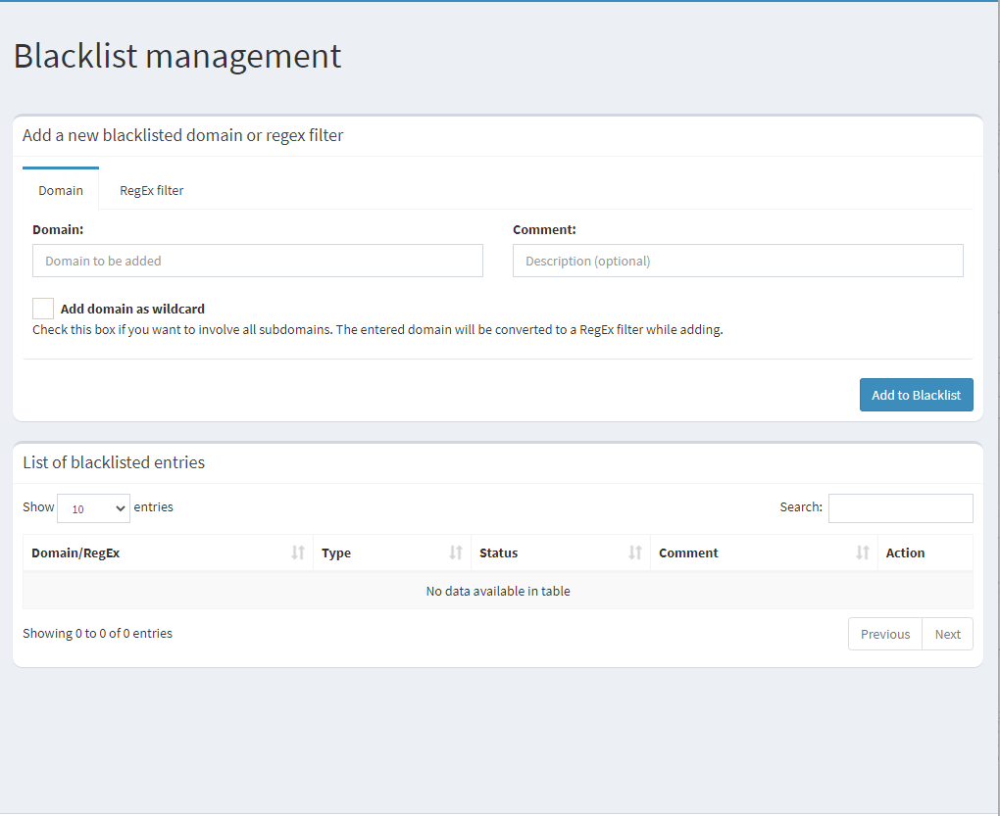 Blacklist management
Add a new blacklisted domain or regex filter
Domain RegEx filter
Domain: Comment:
Domain to be added Description (optional)
Add domain as wildcard
Check this box if you want to involve all subdomains. The entered domain will be converted to a RegEx filter while adding.
Add to Blacklist
List of blacklisted entries
Show 10 entries Search:
Domain/RegEx Type Status Comment Action
No data available in table
Showing 0 to 0 of 0 entries Previous Next